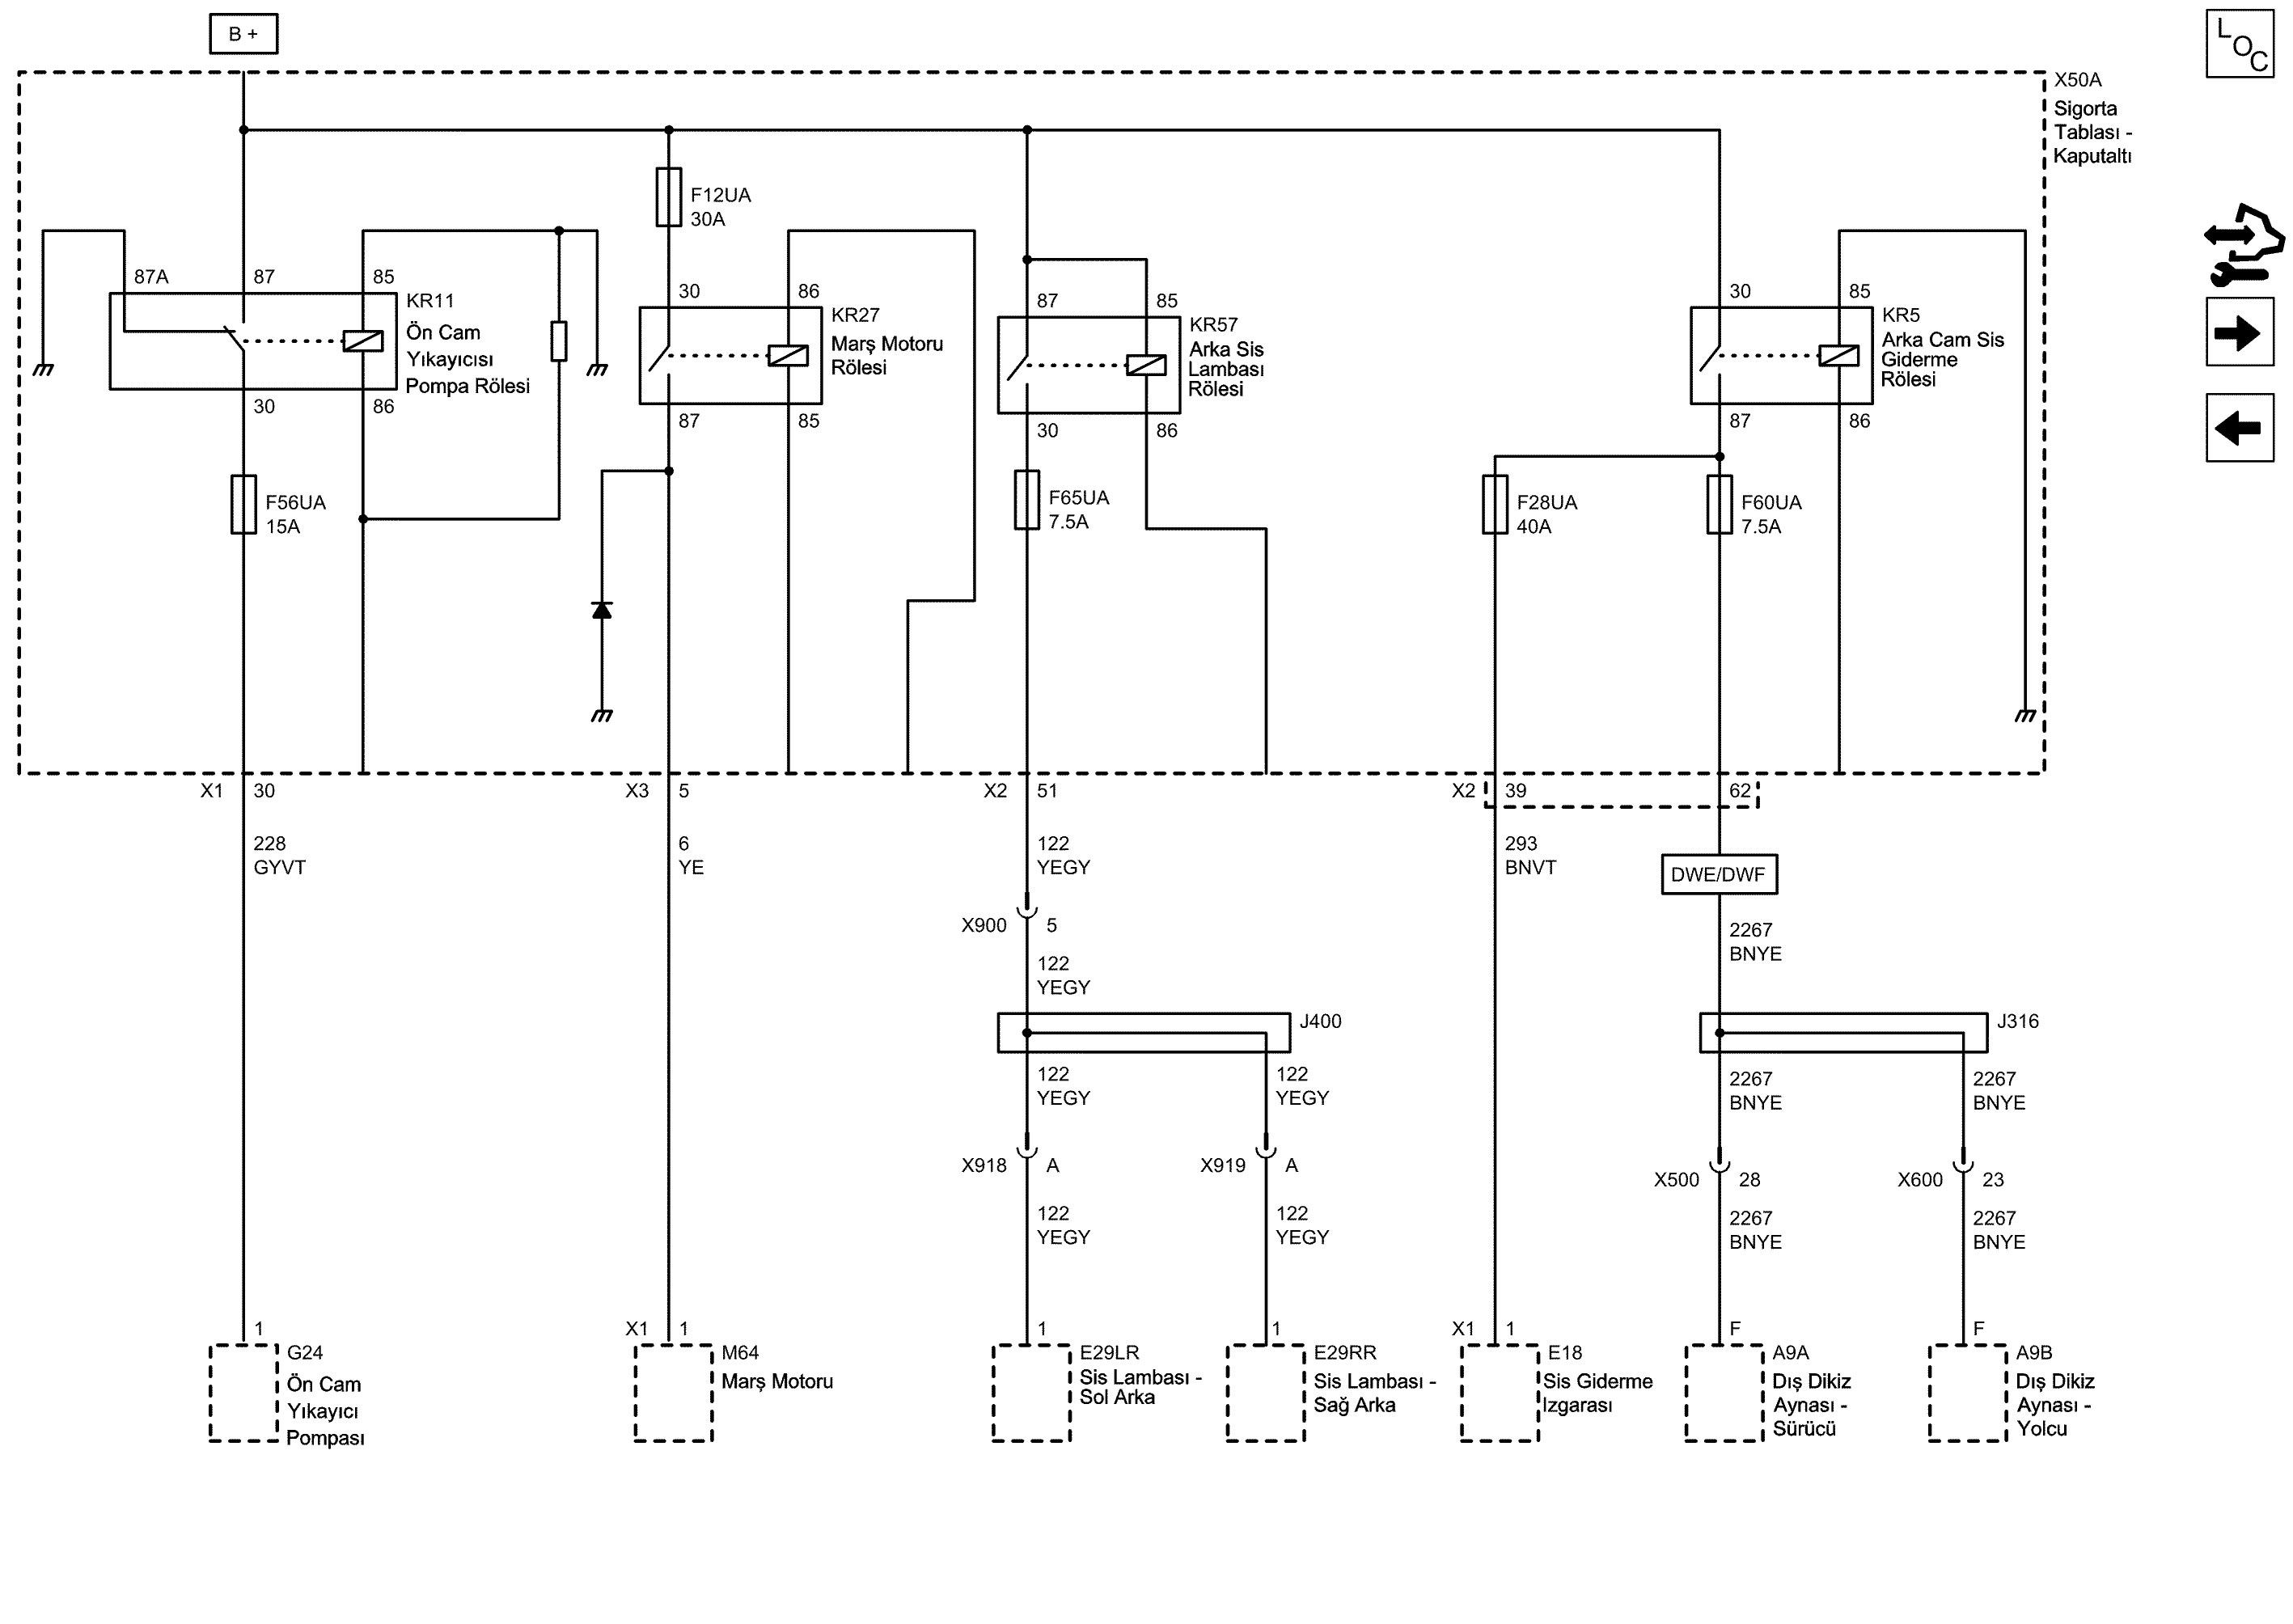 B +
LOC
X50A
Sigorta
Tablası -
Kaputaltı
F12UA
30A
87A
87
85
KR11
Ön Cam
Yıkayıcısı
Pompa Rölesi
30
86
30
86
KR27
Marş Motoru
Rölesi
87
85
87
85
KR57
Arka Sis
Lambası
Rölesi
30
86
30
85
KR5
Arka Cam Sis
Giderme
Rölesi
87
86
F56UA
15A
F65UA
7.5A
F28UA
40A
F60UA
7.5A
X1 30
X3 5
X2 51
X2 39
62
228
GYVT
6
YE
122
YEGY
293
BNVT
DWE/DWF
X900 5
2267
BNYE
122
YEGY
J400
J316
122
YEGY
122
YEGY
2267
BNYE
2267
BNYE
X918 A
X919 A
X500 28
X600 23
122
YEGY
122
YEGY
2267
BNYE
2267
BNYE
1
X1 1
1
1
X1 1
F
F
G24
Ön Cam
Yıkayıcı
Pompası
M64
Marş Motoru
E29LR
Sis Lambası -
Sol Arka
E29RR
Sis Lambası -
Sağ Arka
E18
Sis Giderme
Izgarası
A9A
Dış Dikiz
Aynası -
Sürücü
A9B
Dış Dikiz
Aynası -
Yolcu